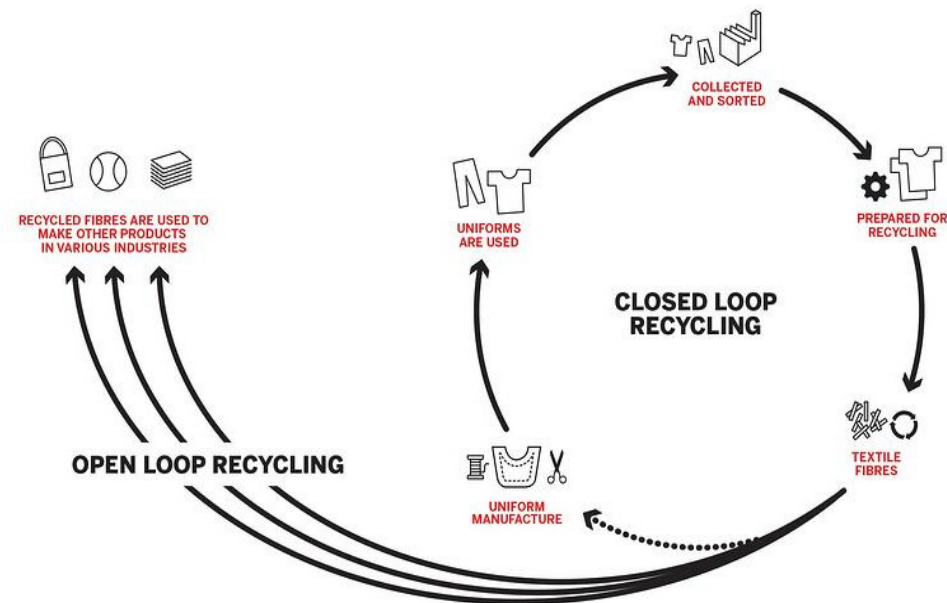 COLLECTED
AND SORTED
PREPARED FOR
RECYCLING
TEXTILE
FIBRES
UNIFORM
MANUFACTURE
UNIFORMS
ARE USED
CLOSED LOOP
RECYCLING
RECYCLED FIBRES ARE USED TO
MAKE OTHER PRODUCTS
IN VARIOUS INDUSTRIES
OPEN LOOP RECYCLING